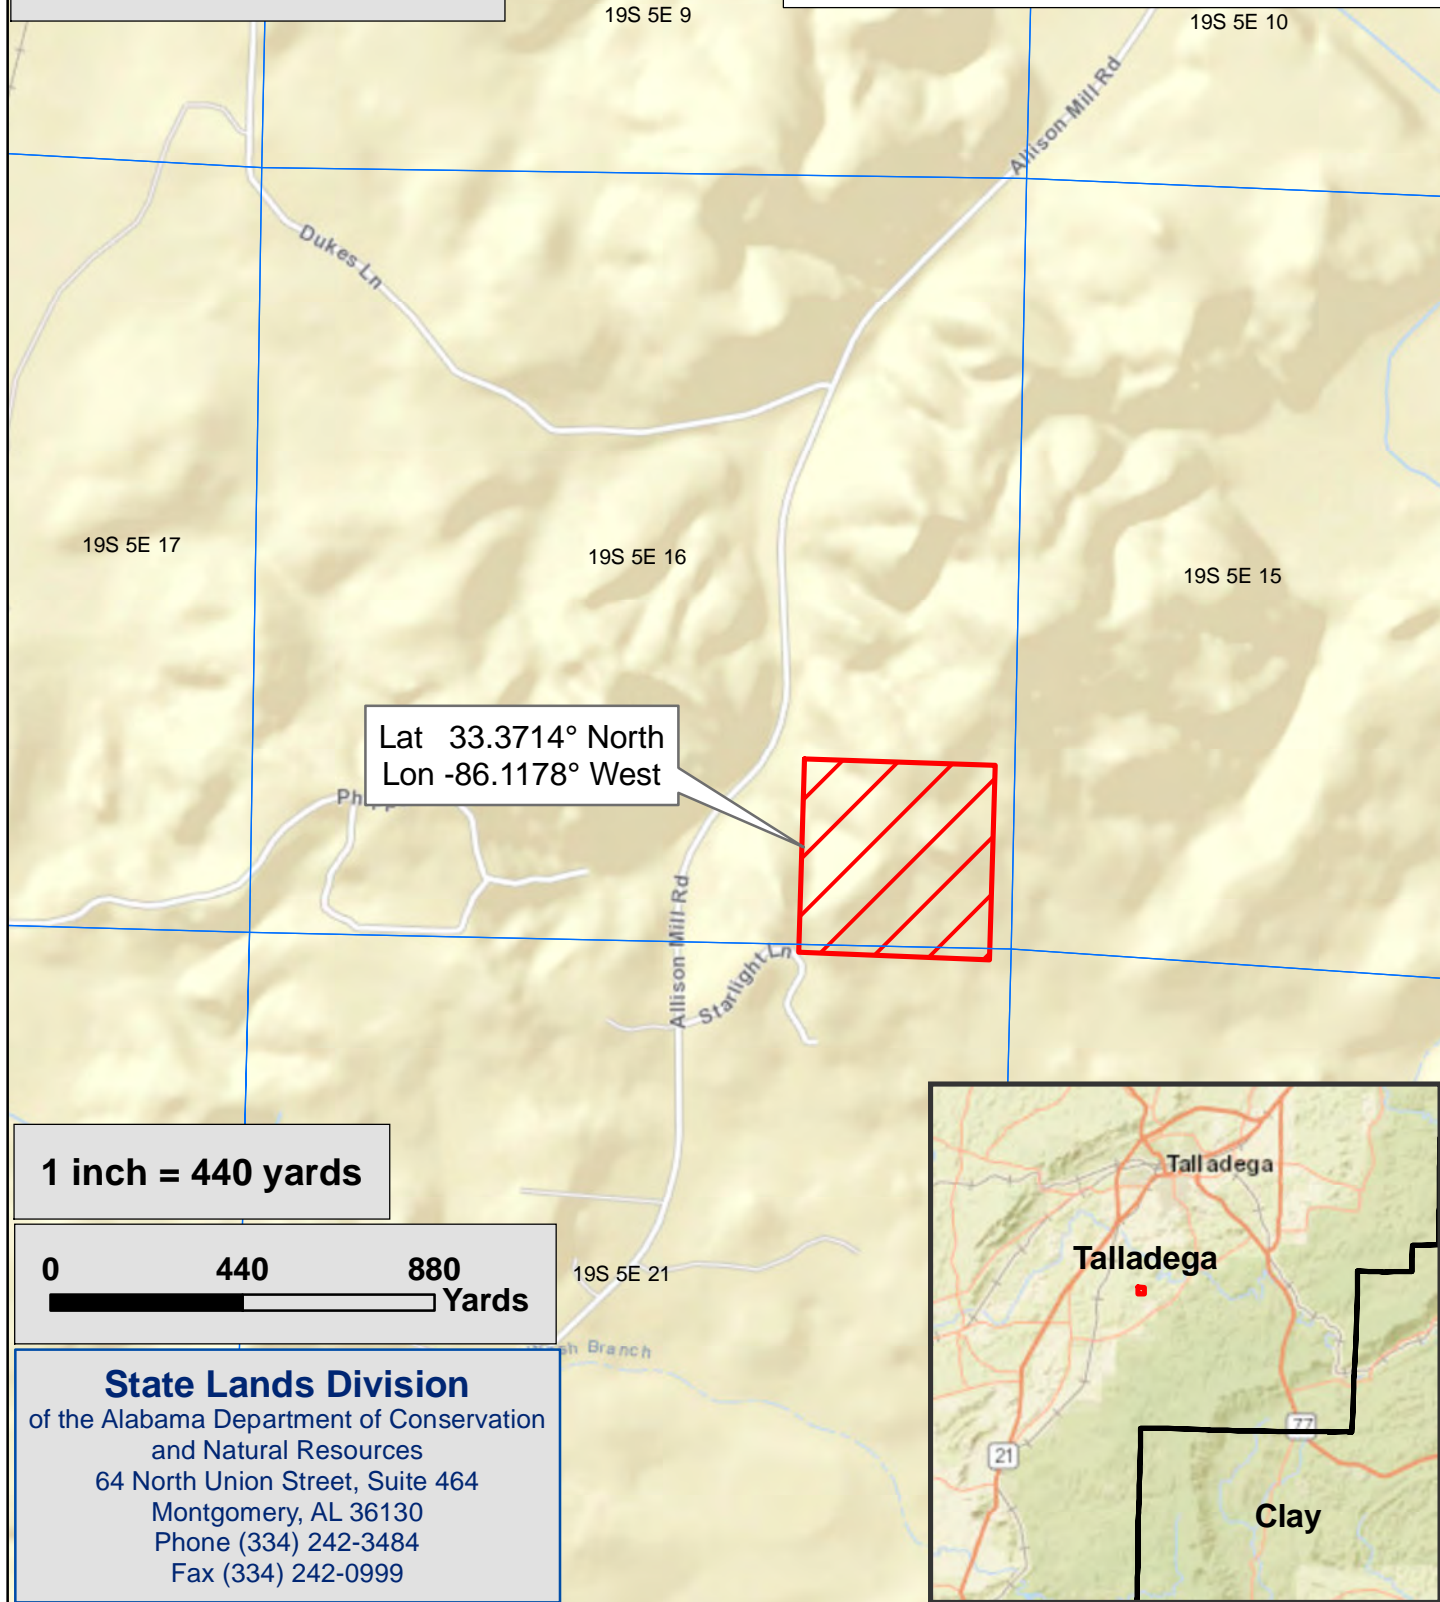 19S 5E 9
19S 5E 10
Allison Mill Rd
Dukes Ln
19S 5E 17
19S 5E 16
19S 5E 15
Lat 33.3714° North
Lon -86.1178° West
Allison Mill Rd
Starlight Ln
1 inch = 440 yards
0 440 880
Yards
19S 5E 21
Branch
State Lands Division
of the Alabama Department of Conservation
and Natural Resources
64 North Union Street, Suite 464
Montgomery, AL 36130
Phone (334) 242-3484
Fax (334) 242-0999
Talladega
Talladega
77
21
Clay